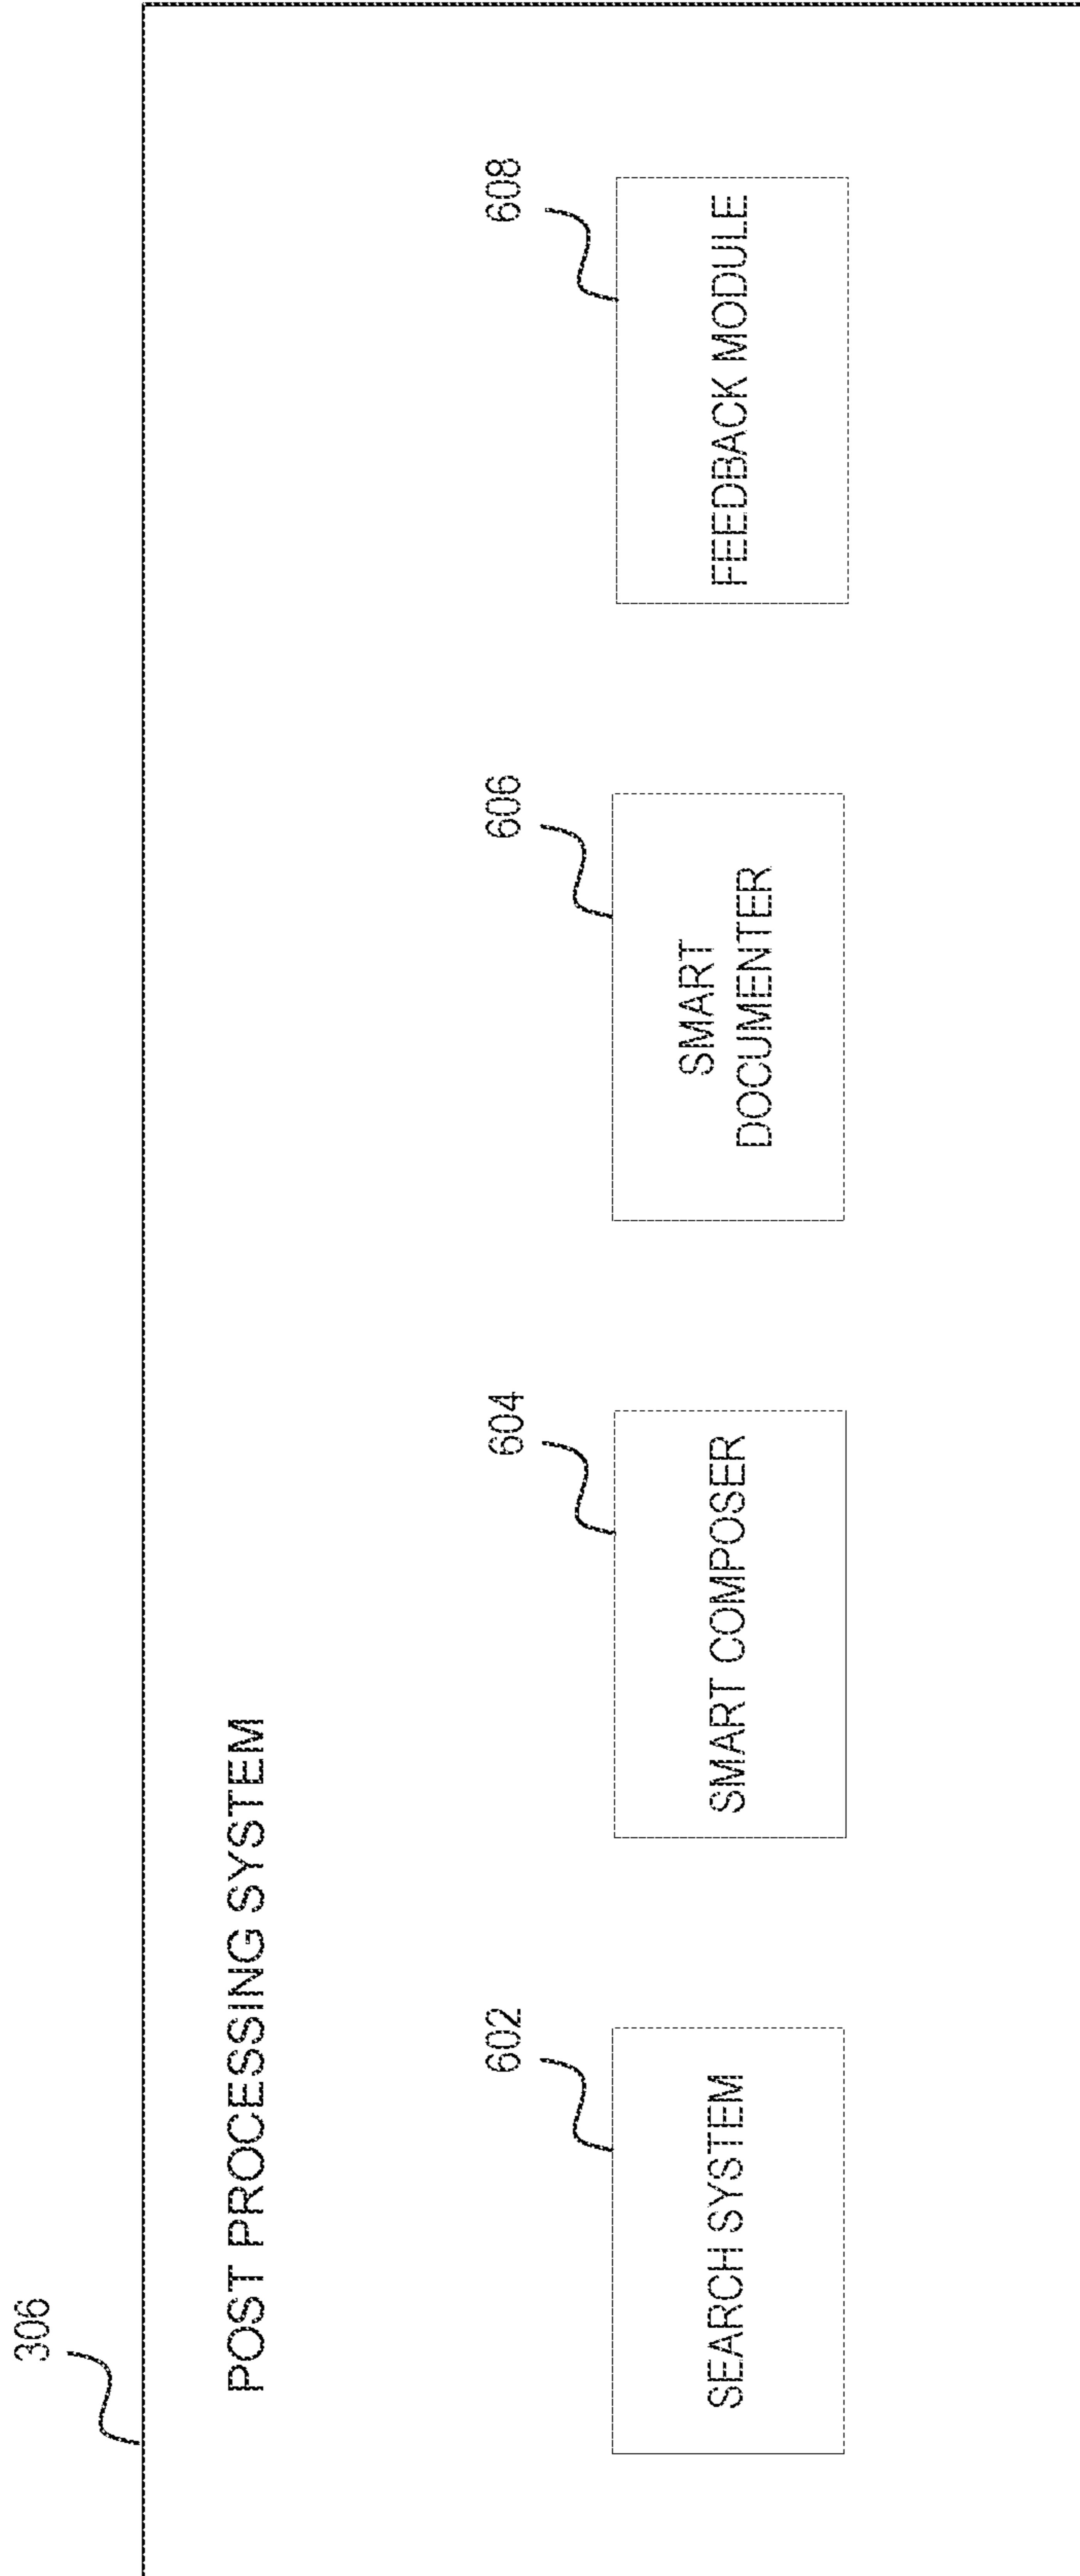 306
POST PROCESSING SYSTEM
602
SEARCH SYSTEM
604
SMART COMPOSER
606
SMART
DOCUMENTER
608
FEEDBACK MODULE